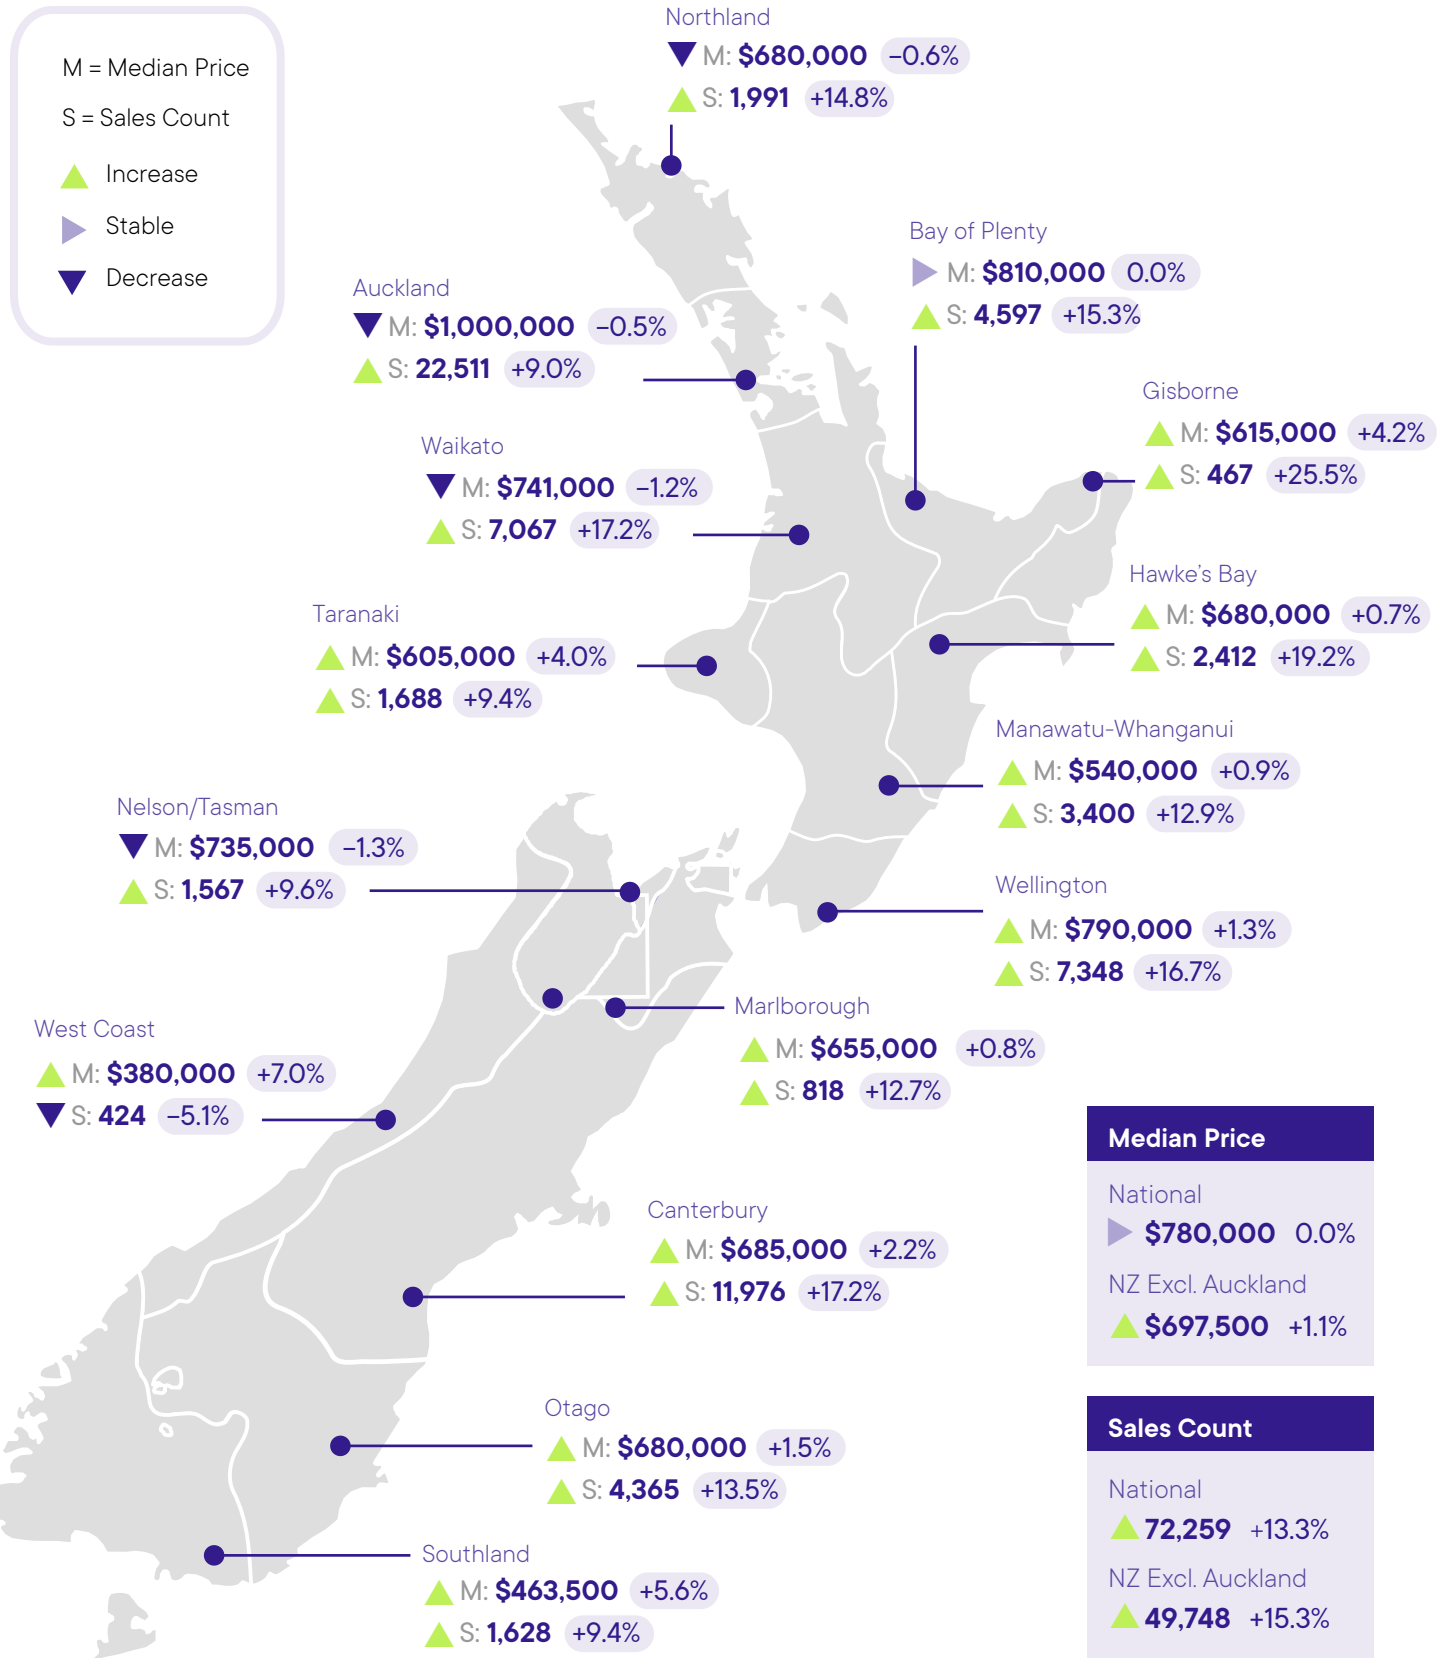 M = Median Price
S = Sales Count
Increase
Stable
Decrease
Northland
M: $680,000 −0.6%
S: 1,991 +14.8%
Bay of Plenty
M: $810,000 0.0%
S: 4,597 +15.3%
Auckland
M: $1,000,000 −0.5%
S: 22,511 +9.0%
Gisborne
M: $615,000 +4.2%
S: 467 +25.5%
Waikato
M: $741,000 −1.2%
S: 7,067 +17.2%
Hawke’s Bay
M: $680,000 +0.7%
S: 2,412 +19.2%
Taranaki
M: $605,000 +4.0%
S: 1,688 +9.4%
Manawatu-Whanganui
M: $540,000 +0.9%
S: 3,400 +12.9%
Nelson/Tasman
M: $735,000 −1.3%
S: 1,567 +9.6%
Wellington
M: $790,000 +1.3%
S: 7,348 +16.7%
Marlborough
M: $655,000 +0.8%
S: 818 +12.7%
West Coast
M: $380,000 +7.0%
S: 424 −5.1%
Canterbury
M: $685,000 +2.2%
S: 11,976 +17.2%
Otago
M: $680,000 +1.5%
S: 4,365 +13.5%
Southland
M: $463,500 +5.6%
S: 1,628 +9.4%
Median Price
National
$780,000 0.0%
NZ Excl. Auckland
$697,500 +1.1%
Sales Count
National
72,259 +13.3%
NZ Excl. Auckland
49,748 +15.3%